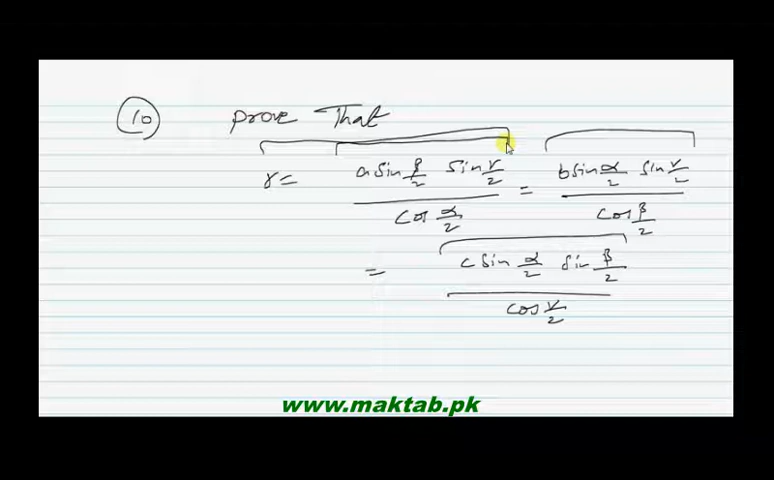 10 prove That
r = a sin β/2 sin γ/2 / cos α/2 = b sin α/2 sin γ/2 / cos β/2
= c sin α/2 sin β/2 / cos γ/2
www.maktab.pk